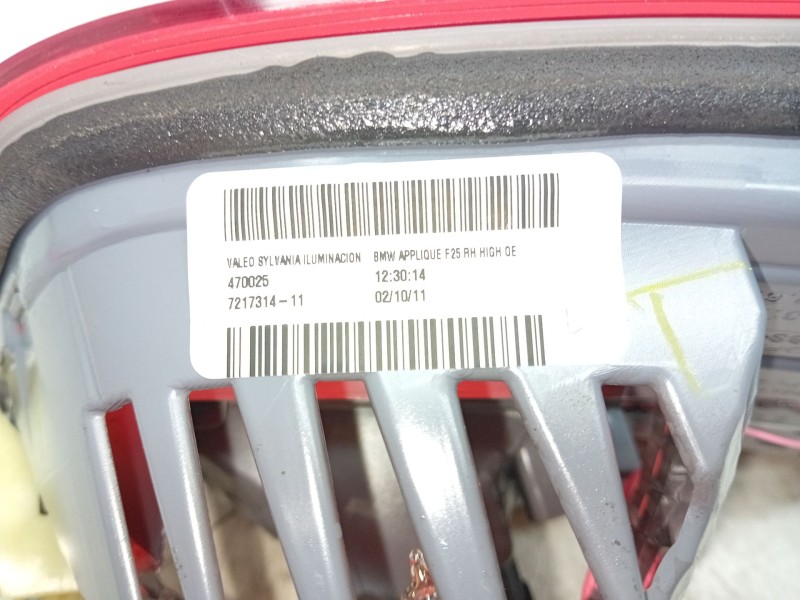 VALEO SYLVANIA ILUMINACION BMW APPLIQUE F25 RH HIGH OE
470025 12:30:14
7217314-11 02/10/11